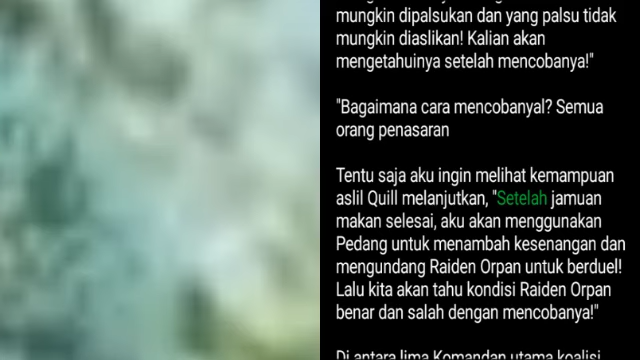 mungkin dipalsukan dan yang palsu tidak
mungkin diaslikan! Kalian akan
mengetahuinya setelah mencobanya!"
"Bagaimana cara mencobanyal? Semua
orang penasaran
Tentu saja aku ingin melihat kemampuan
aslil Quill melanjutkan, "Setelah jamuan
makan selesai, aku akan menggunakan
Pedang untuk menambah kesenangan dan
mengundang Raiden Orpan untuk berduel!
Lalu kita akan tahu kondisi Raiden Orpan
benar dan salah dengan mencobanya!"
Di antara lima Komandan utama koalisi